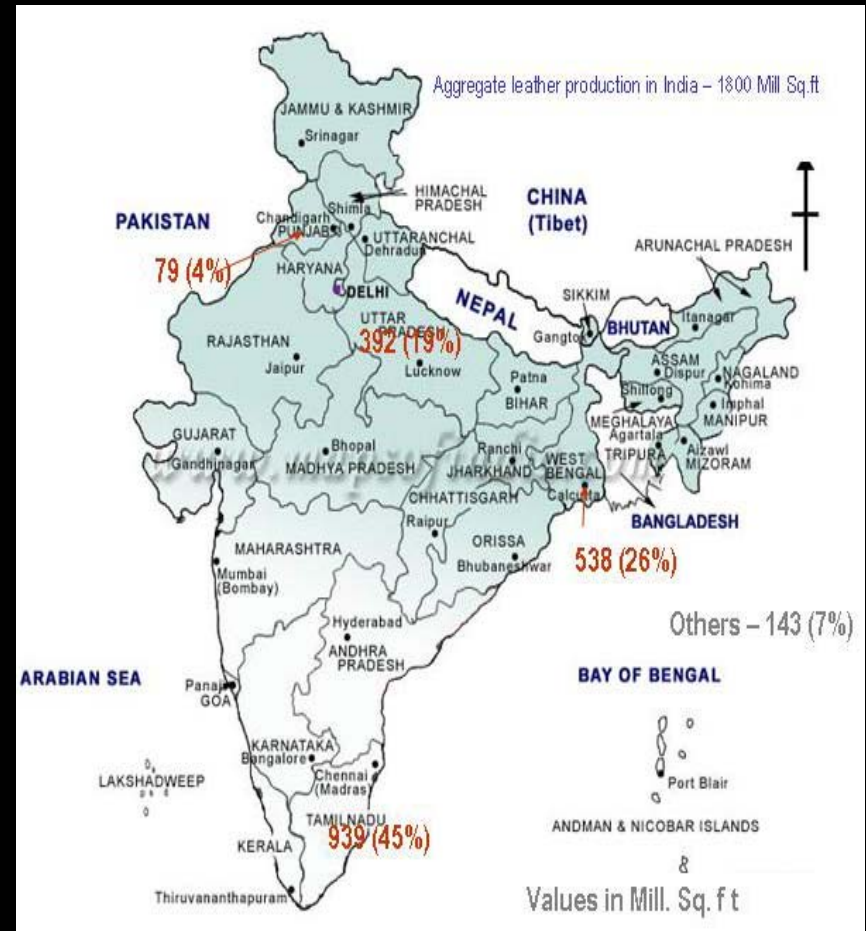 Aggregate leather production in India – 1800 Mill Sq.ft
JAMMU & KASHMIR
Srinagar
HIMACHAL
PRADESH
CHINA
(Tibet)
PAKISTAN
Chandigarh
Shimla
PUNJAB
UTTARANCHAL
Dehradun
ARUNACHAL PRADESH
79 (4%)
HARYANA
DELHI
NEPAL
SIKKIM
BHUTAN
Itanagar
UTTAR
PRADESH
392 (19%)
RAJASTHAN
Jaipur
Lucknow
Gangtok
ASSAM
Dispur
NAGALAND
Kohima
Patna
BIHAR
Shillong
Imphal
MEGHALAYA
MANIPUR
GUJARAT
Gandhinagar
Bhopal
MADHYA PRADESH
Ranchi
JHARKHAND
WEST
BENGAL
Calcutta
Agartala
TRIPURA
Aizawl
MIZORAM
CHHATTISGARH
Raipur
BANGLADESH
MAHARASHTRA
ORISSA
Bhubaneshwar
538 (26%)
Mumbai
(Bombay)
Hyderabad
ANDHRA
PRADESH
Others – 143 (7%)
ARABIAN SEA
Panaji
GOA
BAY OF BENGAL
KARNATAKA
Bangalore
Chennai
(Madras)
LAKSHADWEEP
Port Blair
TAMILNADU
939 (45%)
KERALA
ANDMAN & NICOBAR ISLANDS
Thiruvananthapuram
Values in Mill. Sq. f t